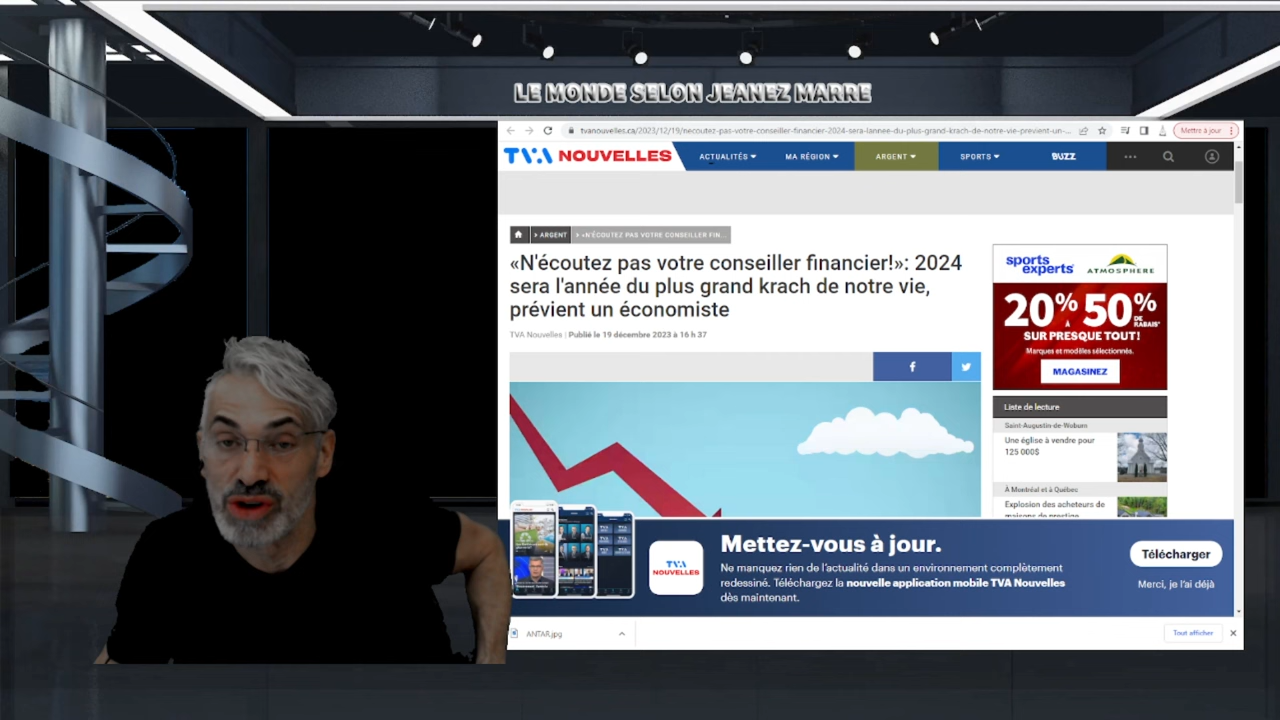 LE MONDE SELON JEANEZ MARRE
tvanouvelles.ca/2023/12/19/necoutez-pas-votre-conseiller-financier-2024-sera-lannee-du-plus-grand-krach-de-notre-vie-previent-un-...
Mettre à jour
TVA NOUVELLES
ACTUALITÉS
MA RÉGION
ARGENT
SPORTS
BUZZ
> ARGENT
> «N'ÉCOUTEZ PAS VOTRE CONSEILLER FIN...
«N'écoutez pas votre conseiller financier!»: 2024
sera l'année du plus grand krach de notre vie,
prévient un économiste
TVA Nouvelles | Publié le 19 décembre 2023 à 16 h 37
sports experts
ATMOSPHERE
20% À 50% DE RABAIS*
SUR PRESQUE TOUT!
Marques et modèles sélectionnés.
MAGASINEZ
Liste de lecture
Saint-Augustin-de-Woburn
Une église à vendre pour
125 000$
À Montréal et à Québec
Explosion des acheteurs de
maisons de prestige
TVA NOUVELLES
Mettez-vous à jour.
Ne manquez rien de l'actualité dans un environnement complètement
redessiné. Téléchargez la nouvelle application mobile TVA Nouvelles
dès maintenant.
Télécharger
Merci, je l'ai déjà
ANTAR.jpg
Tout afficher